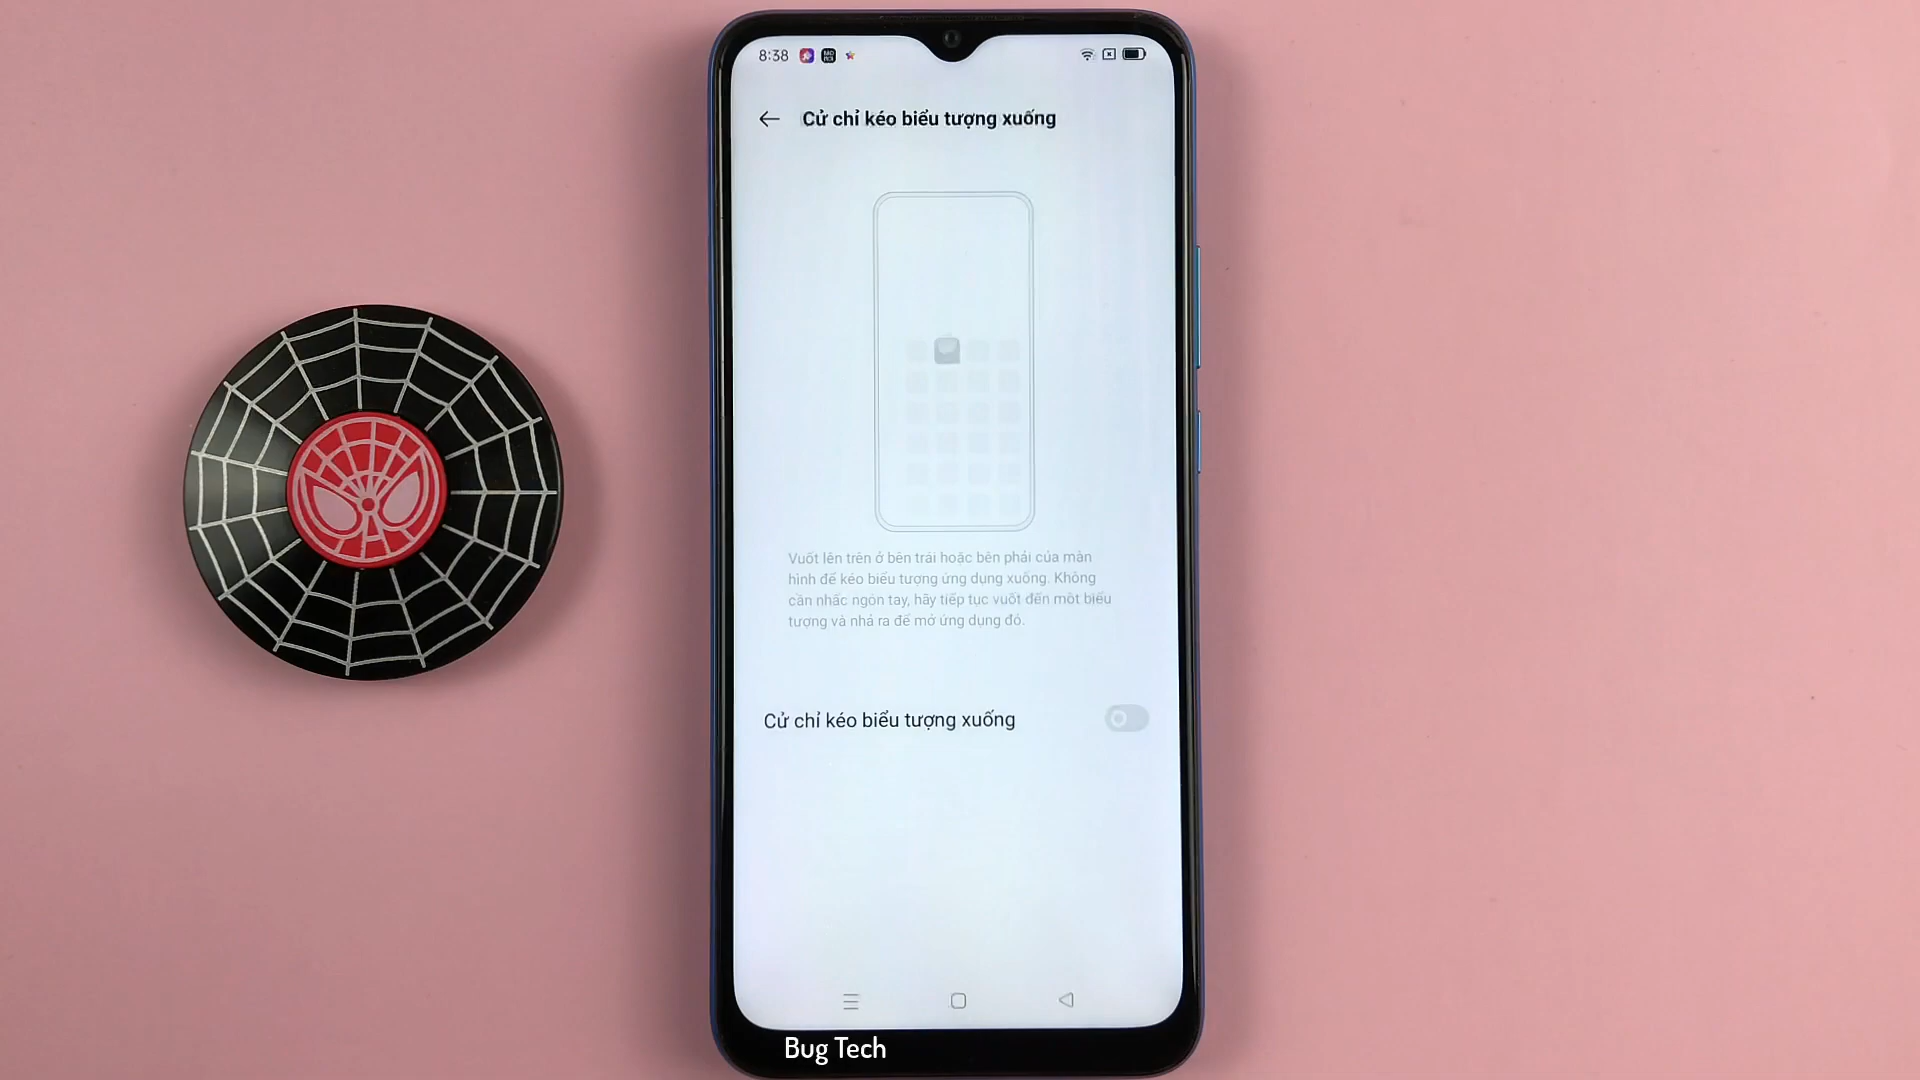 8:38
Cử chỉ kéo biểu tượng xuống
Vuốt lên trên ở bên trái hoặc bên phải của màn
hình để kéo biểu tượng ứng dụng xuống. Không
cần nhấc ngón tay, hãy tiếp tục vuốt đến một biểu
tượng và nhả ra để mở ứng dụng đó.
Cử chỉ kéo biểu tượng xuống
Bug Tech